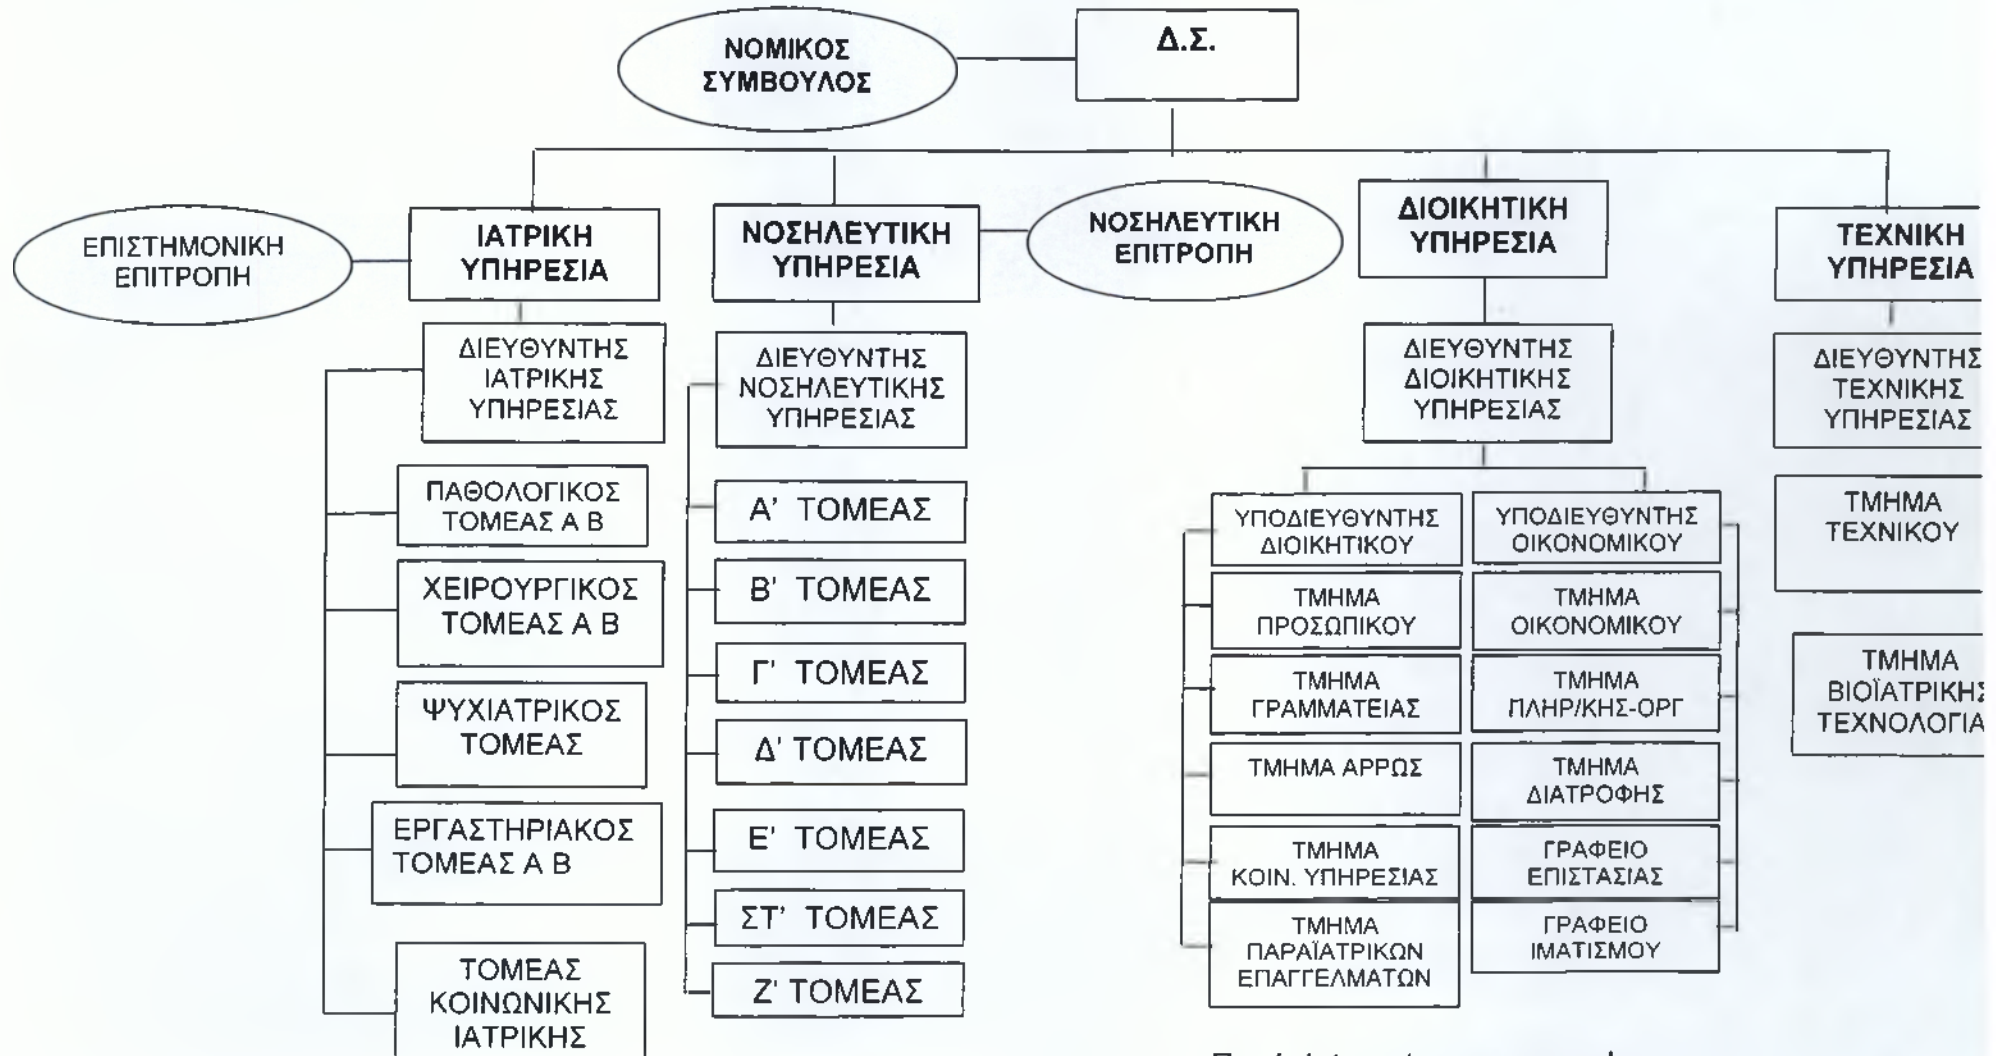 ΝΟΜΙΚΟΣ
ΣΥΜΒΟΥΛΟΣ
Δ.Σ.
ΕΠΙΣΤΗΜΟΝΙΚΗ
ΕΠΙΤΡΟΠΗ
ΙΑΤΡΙΚΗ
ΥΠΗΡΕΣΙΑ
ΝΟΣΗΛΕΥΤΙΚΗ
ΥΠΗΡΕΣΙΑ
ΝΟΣΗΛΕΥΤΙΚΗ
ΕΠΙΤΡΟΠΗ
ΔΙΟΙΚΗΤΙΚΗ
ΥΠΗΡΕΣΙΑ
ΤΕΧΝΙΚΗ
ΥΠΗΡΕΣΙΑ
ΔΙΕΥΘΥΝΤΗΣ
ΙΑΤΡΙΚΗΣ
ΥΠΗΡΕΣΙΑΣ
ΠΑΘΟΛΟΓΙΚΟΣ
ΤΟΜΕΑΣ Α Β
ΧΕΙΡΟΥΡΓΙΚΟΣ
ΤΟΜΕΑΣ Α Β
ΨΥΧΙΑΤΡΙΚΟΣ
ΤΟΜΕΑΣ
ΕΡΓΑΣΤΗΡΙΑΚΟΣ
ΤΟΜΕΑΣ Α Β
ΤΟΜΕΑΣ
ΚΟΙΝΩΝΙΚΗΣ
ΙΑΤΡΙΚΗΣ
ΔΙΕΥΘΥΝΤΗΣ
ΝΟΣΗΛΕΥΤΙΚΗΣ
ΥΠΗΡΕΣΙΑΣ
Α' ΤΟΜΕΑΣ
Β' ΤΟΜΕΑΣ
Γ' ΤΟΜΕΑΣ
Δ' ΤΟΜΕΑΣ
Ε' ΤΟΜΕΑΣ
ΣΤ' ΤΟΜΕΑΣ
Ζ' ΤΟΜΕΑΣ
ΔΙΕΥΘΥΝΤΗΣ
ΔΙΟΙΚΗΤΙΚΗΣ
ΥΠΗΡΕΣΙΑΣ
ΥΠΟΔΙΕΥΘΥΝΤΗΣ
ΔΙΟΙΚΗΤΙΚΟΥ
ΤΜΗΜΑ
ΠΡΟΣΩΠΙΚΟΥ
ΤΜΗΜΑ
ΓΡΑΜΜΑΤΕΙΑΣ
ΤΜΗΜΑ ΑΡΡΩΣ
ΤΜΗΜΑ
ΚΟΙΝ. ΥΠΗΡΕΣΙΑΣ
ΤΜΗΜΑ
ΠΑΡΑΪΑΤΡΙΚΩΝ
ΕΠΑΓΓΕΛΜΑΤΩΝ
ΥΠΟΔΙΕΥΘΥΝΤΗΣ
ΟΙΚΟΝΟΜΙΚΟΥ
ΤΜΗΜΑ
ΟΙΚΟΝΟΜΙΚΟΥ
ΤΜΗΜΑ
ΠΛΗΡ/ΚΗΣ-ΟΡΓ
ΤΜΗΜΑ
ΔΙΑΤΡΟΦΗΣ
ΓΡΑΦΕΙΟ
ΕΠΙΣΤΑΣΙΑΣ
ΓΡΑΦΕΙΟ
ΙΜΑΤΙΣΜΟΥ
ΔΙΕΥΘΥΝΤΗΣ
ΤΕΧΝΙΚΗΣ
ΥΠΗΡΕΣΙΑΣ
ΤΜΗΜΑ
ΤΕΧΝΙΚΟΥ
ΤΜΗΜΑ
ΒΙΟΪΑΤΡΙΚΗΣ
ΤΕΧΝΟΛΟΓΙΑ